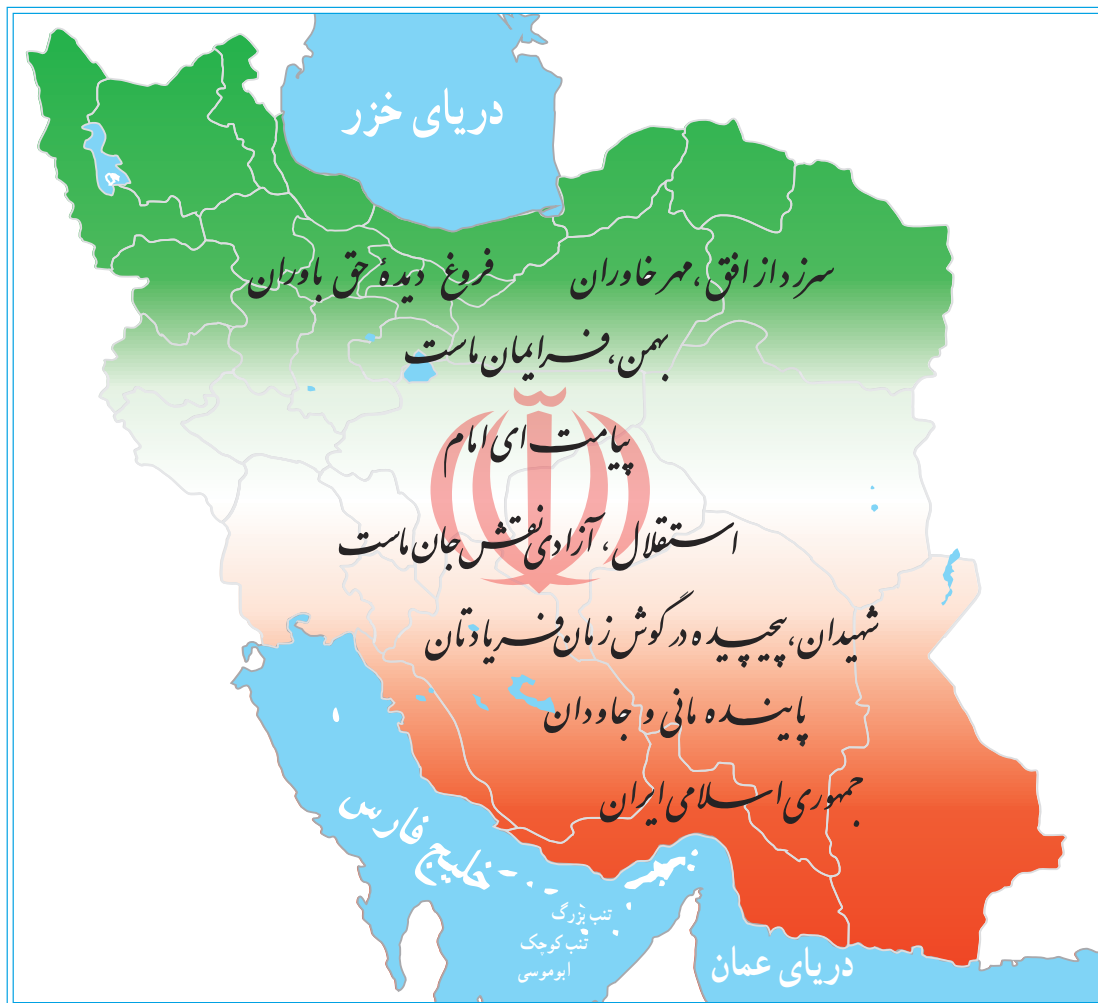 دریای خزر
سرزد از افق، مهر خاوران    فروغ دیدهٔ حق باوران
بهمن، فر ایمان ماست
پیامت ای امام
استقلال، آزادی نقش جان ماست
شهیدان، پیچیده در گوش زمان فریادتان
پاینده مانی و جاودان
جمهوری اسلامی ایران
خلیج فارس
تنب بزرگ
تنب کوچک
ابوموسی
دریای عمان